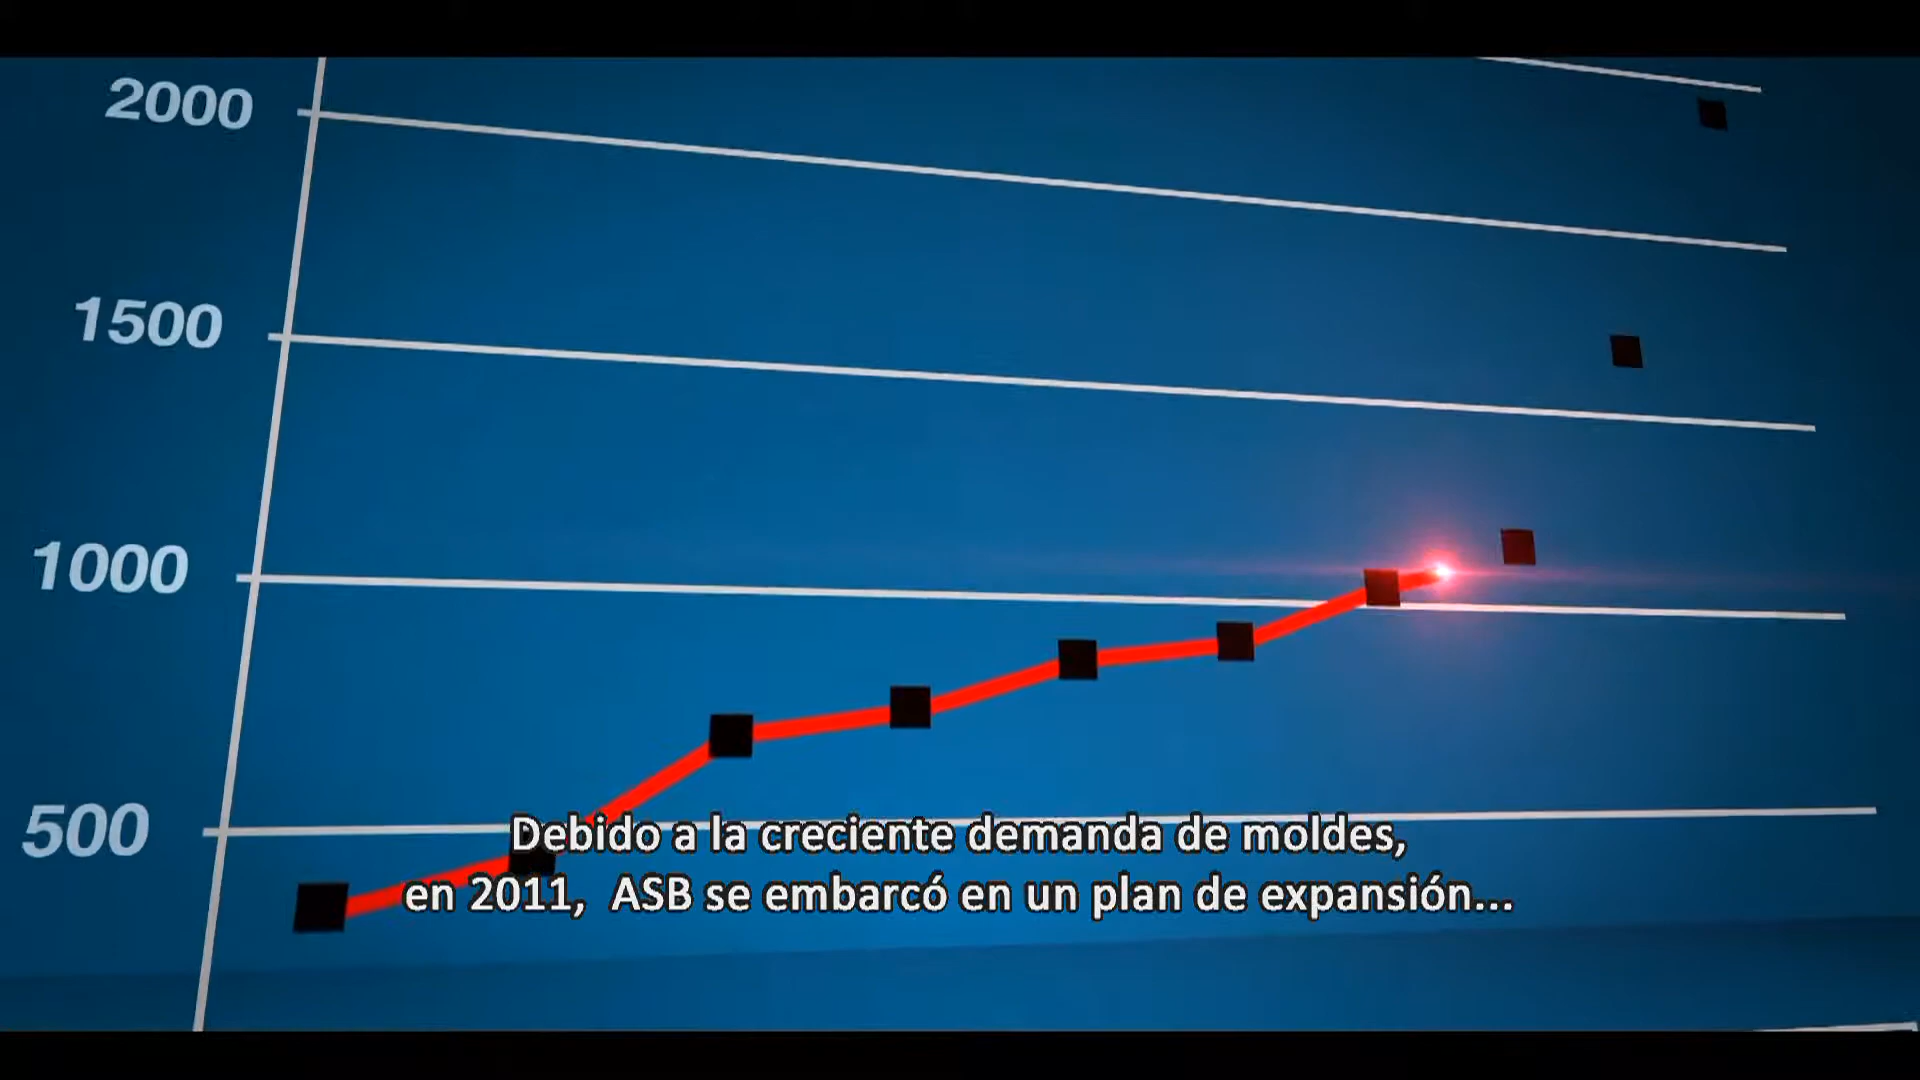 2000
1500
1000
500
Debido a la creciente demanda de moldes,
en 2011, ASB se embarcó en un plan de expansión...